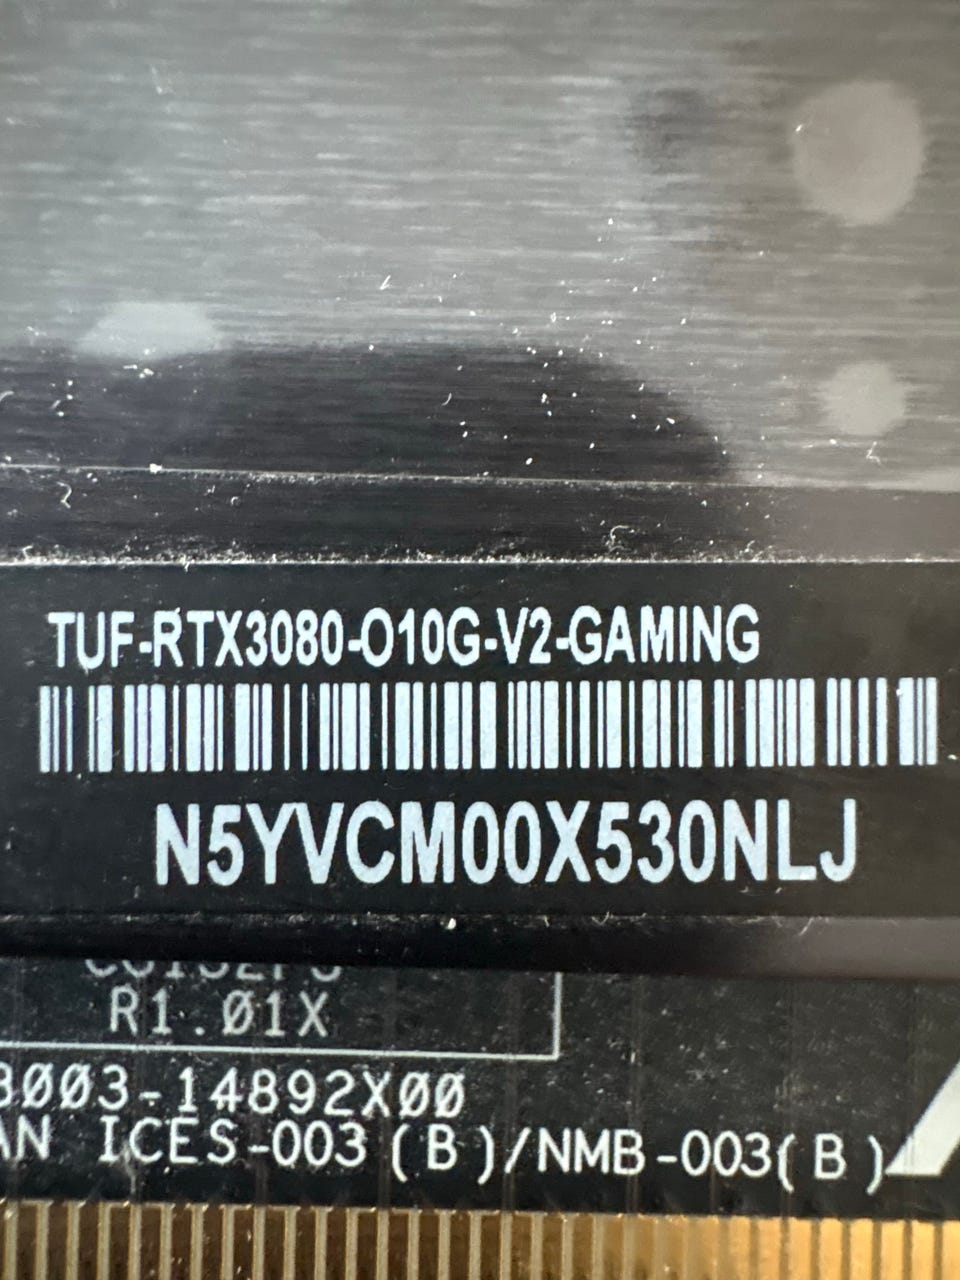 TUF-RTX3080-O10G-V2-GAMING
N5YVCM00X530NLJ
R1.01X
ICES-003 (B)/NMB-003(B)